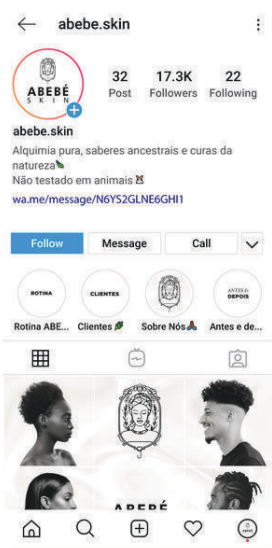 abebe.skin
ABEBÉ
SKIN
32 17.3K 22
Post Followers Following
abebe.skin
Alquimia pura, saberes ancestrais e curas da
natureza
Não testado em animais
wa.me/message/N6YS2GLNE6GHI1
Follow Message Call
ROTINA CLIENTES ANTES &
DEPOIS
Rotina ABE... Clientes Sobre Nós Antes e de...
ABEBÉ